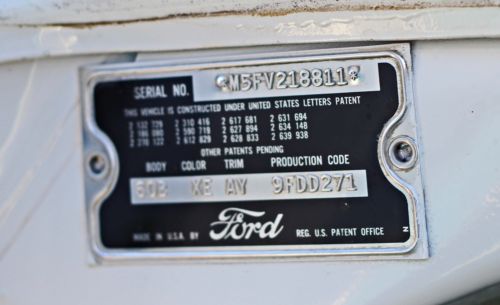 SERIAL NO. *M5FV218811*
THIS VEHICLE IS CONSTRUCTED UNDER UNITED STATES LETTERS PATENT
2 310 416 2 617 681 2 631 694
2 590 719 2 627 894 2 634 148
2 612 829 2 628 833 2 639 938
OTHER PATENTS PENDING
BODY COLOR TRIM PRODUCTION CODE
60B XE AY 9FDD271
MADE IN U.S.A. BY Ford REG. U.S. PATENT OFFICE
N